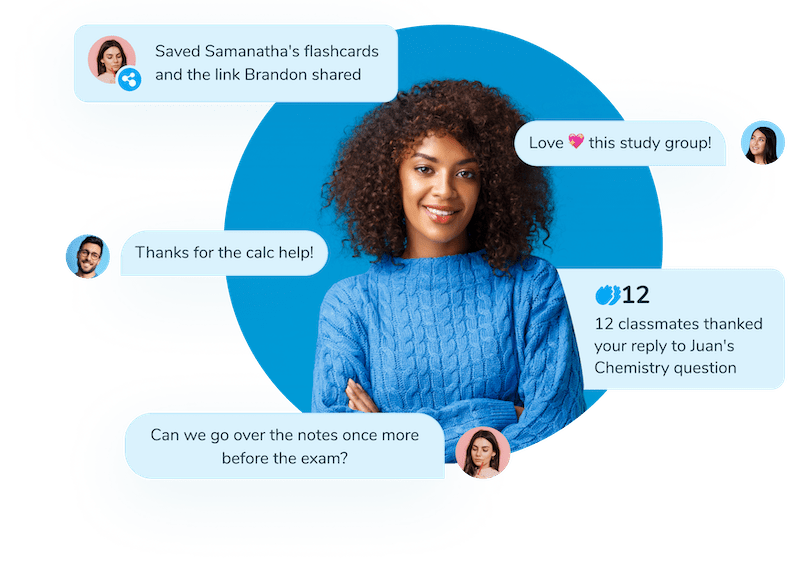 Saved Samanatha's flashcards
and the link Brandon shared
Love 💖 this study group!
Thanks for the calc help!
12
12 classmates thanked
your reply to Juan's
Chemistry question
Can we go over the notes once more
before the exam?